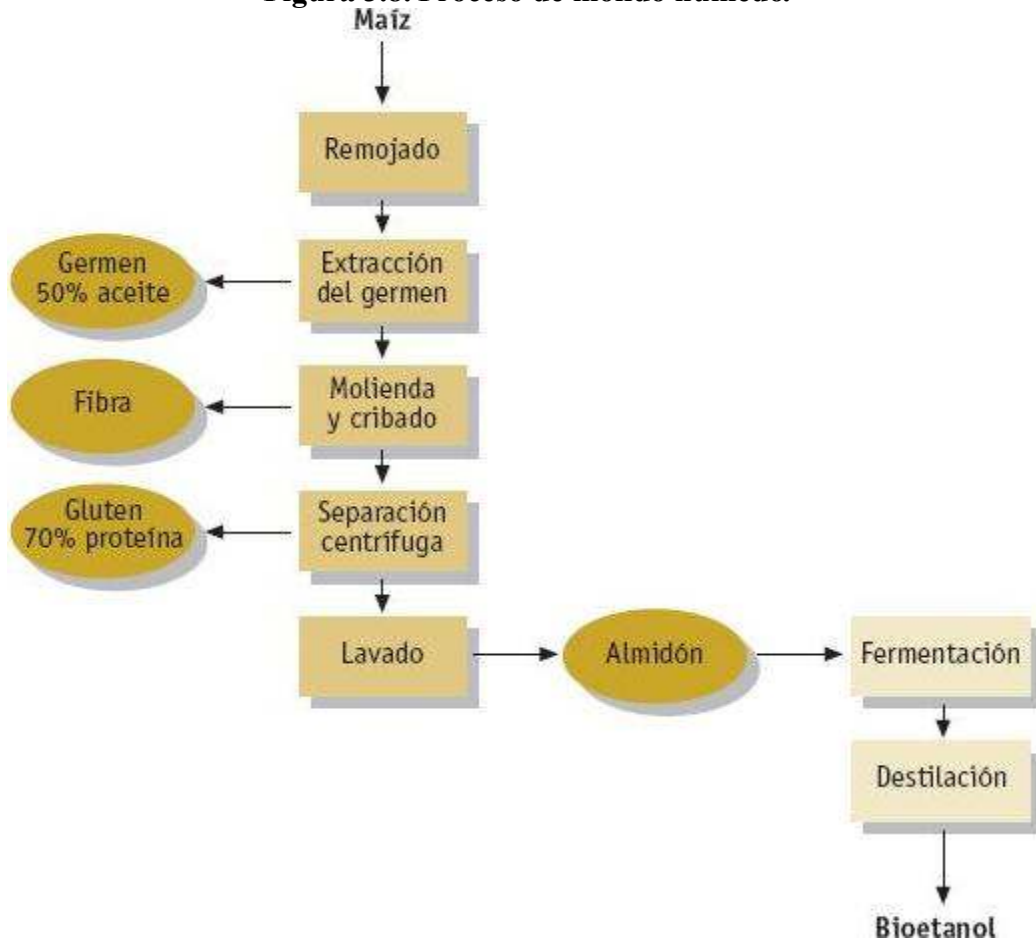 Maíz
Remojado
Germen
50% aceite
Extracción
del germen
Fibra
Molienda
y cribado
Gluten
70% proteína
Separación
centrífuga
Lavado
Almidón
Fermentación
Destilación
Bioetanol